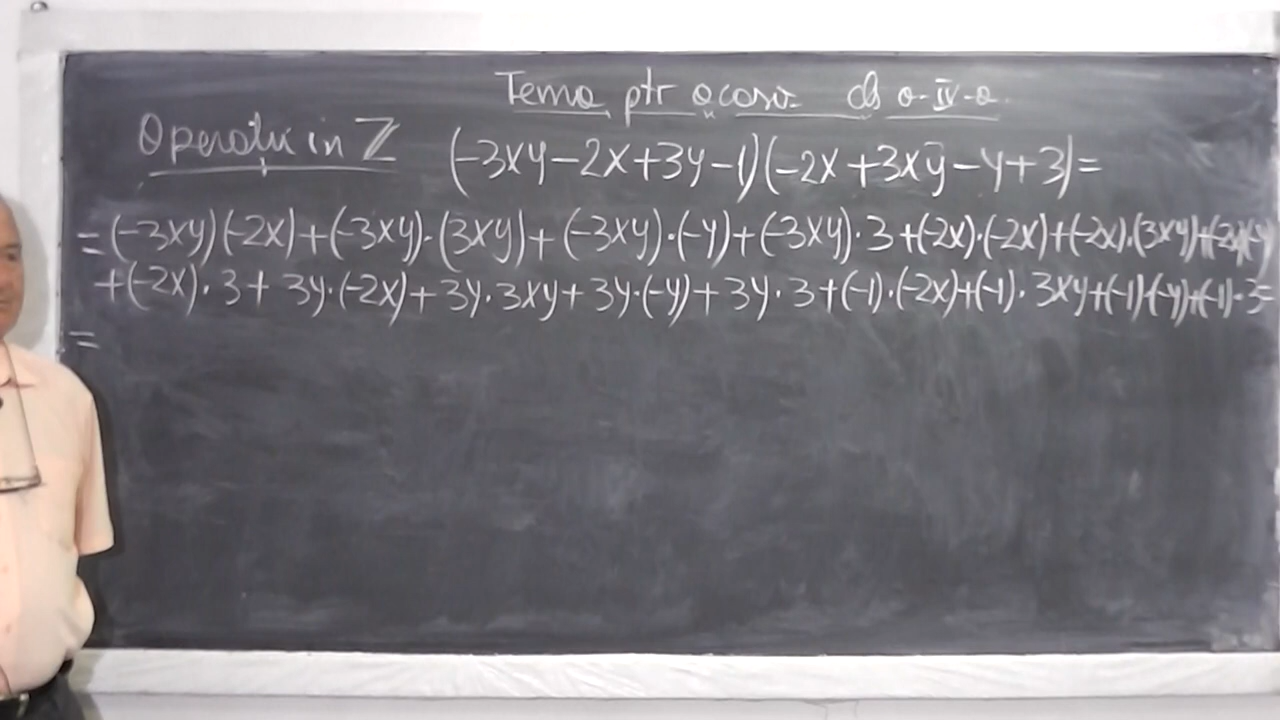 Temă ptr acasă cls a-IV-a
Operații in ℤ (-3xy-2x+3y-1)(-2x+3xy-y+3)=
=(-3xy)(-2x)+(-3xy)·(3xy)+(-3xy)·(-y)+(-3xy)·3+(-2x)·(-2x)+(-2x)·(3xy)+(-2x)(-y)
+(-2x)·3+3y·(-2x)+3y·3xy+3y·(-y)+3y·3+(-1)·(-2x)+(-1)·3xy+(-1)(-y)+(-1)·3=
=